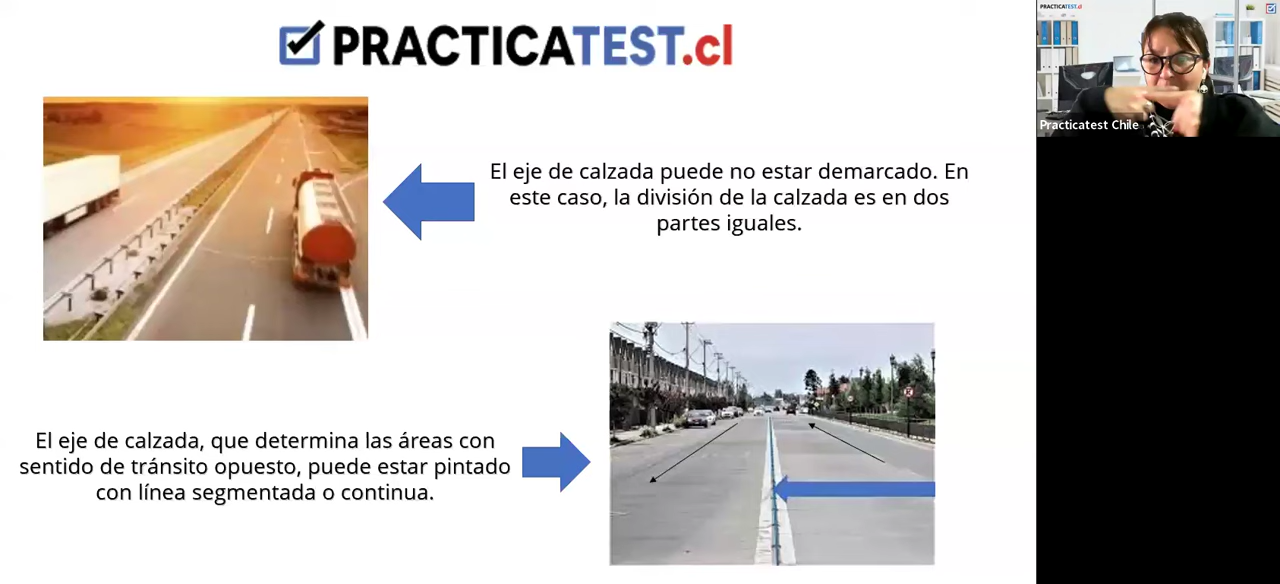 PRACTICATEST.cl
El eje de calzada puede no estar demarcado. En
este caso, la división de la calzada es en dos
partes iguales.
El eje de calzada, que determina las áreas con
sentido de tránsito opuesto, puede estar pintado
con línea segmentada o continua.
PRACTICATEST.cl
Practicatest Chile